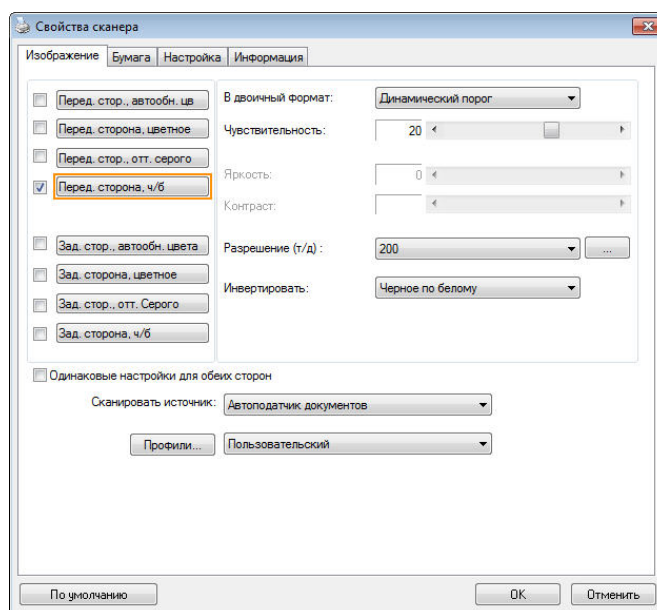 Свойства сканера
Изображение Бумага Настройка Информация
Перед. стор., автообн. цв
Перед. сторона, цветное
Перед. стор., отт. серого
Перед. сторона, ч/б
Зад. стор., автообн. цвета
Зад. сторона, цветное
Зад. стор., отт. Серого
Зад. сторона, ч/б
В двоичный формат: Динамический порог
Чувствительность: 20
Яркость: 0
Контраст:
Разрешение (т/д) : 200 ...
Инвертировать: Черное по белому
Одинаковые настройки для обеих сторон
Сканировать источник: Автоподатчик документов
Профили... Пользовательский
По умолчанию OK Отменить